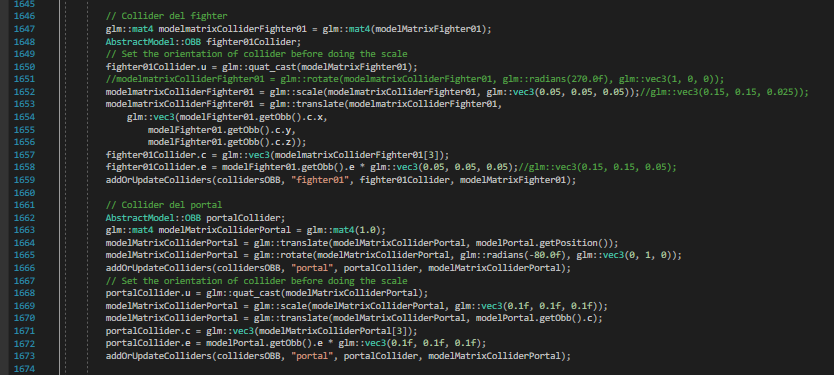 1645
1646 // Collider del fighter
1647 glm::mat4 modelmatrixColliderFighter01 = glm::mat4(modelMatrixFighter01);
1648 AbstractModel::OBB fighter01Collider;
1649 // Set the orientation of collider before doing the scale
1650 fighter01Collider.u = glm::quat_cast(modelMatrixFighter01);
1651 //modelmatrixColliderFighter01 = glm::rotate(modelmatrixColliderFighter01, glm::radians(270.0f), glm::vec3(1, 0, 0));
1652 modelmatrixColliderFighter01 = glm::scale(modelmatrixColliderFighter01, glm::vec3(0.05, 0.05, 0.05));//glm::vec3(0.15, 0.15, 0.025));
1653 modelmatrixColliderFighter01 = glm::translate(modelmatrixColliderFighter01,
1654 glm::vec3(modelFighter01.getObb().c.x,
1655 modelFighter01.getObb().c.y,
1656 modelFighter01.getObb().c.z));
1657 fighter01Collider.c = glm::vec3(modelmatrixColliderFighter01[3]);
1658 fighter01Collider.e = modelFighter01.getObb().e * glm::vec3(0.05, 0.05, 0.05);//glm::vec3(0.15, 0.15, 0.05);
1659 addOrUpdateColliders(collidersOBB, "fighter01", fighter01Collider, modelMatrixFighter01);
1660
1661 // Collider del portal
1662 AbstractModel::OBB portalCollider;
1663 glm::mat4 modelMatrixColliderPortal = glm::mat4(1.0);
1664 modelMatrixColliderPortal = glm::translate(modelMatrixColliderPortal, modelPortal.getPosition());
1665 modelMatrixColliderPortal = glm::rotate(modelMatrixColliderPortal, glm::radians(-80.0f), glm::vec3(0, 1, 0));
1666 addOrUpdateColliders(collidersOBB, "portal", portalCollider, modelMatrixColliderPortal);
1667 // Set the orientation of collider before doing the scale
1668 portalCollider.u = glm::quat_cast(modelMatrixColliderPortal);
1669 modelMatrixColliderPortal = glm::scale(modelMatrixColliderPortal, glm::vec3(0.1f, 0.1f, 0.1f));
1670 modelMatrixColliderPortal = glm::translate(modelMatrixColliderPortal, modelPortal.getObb().c);
1671 portalCollider.c = glm::vec3(modelMatrixColliderPortal[3]);
1672 portalCollider.e = modelPortal.getObb().e * glm::vec3(0.1f, 0.1f, 0.1f);
1673 addOrUpdateColliders(collidersOBB, "portal", portalCollider, modelMatrixColliderPortal);
1674